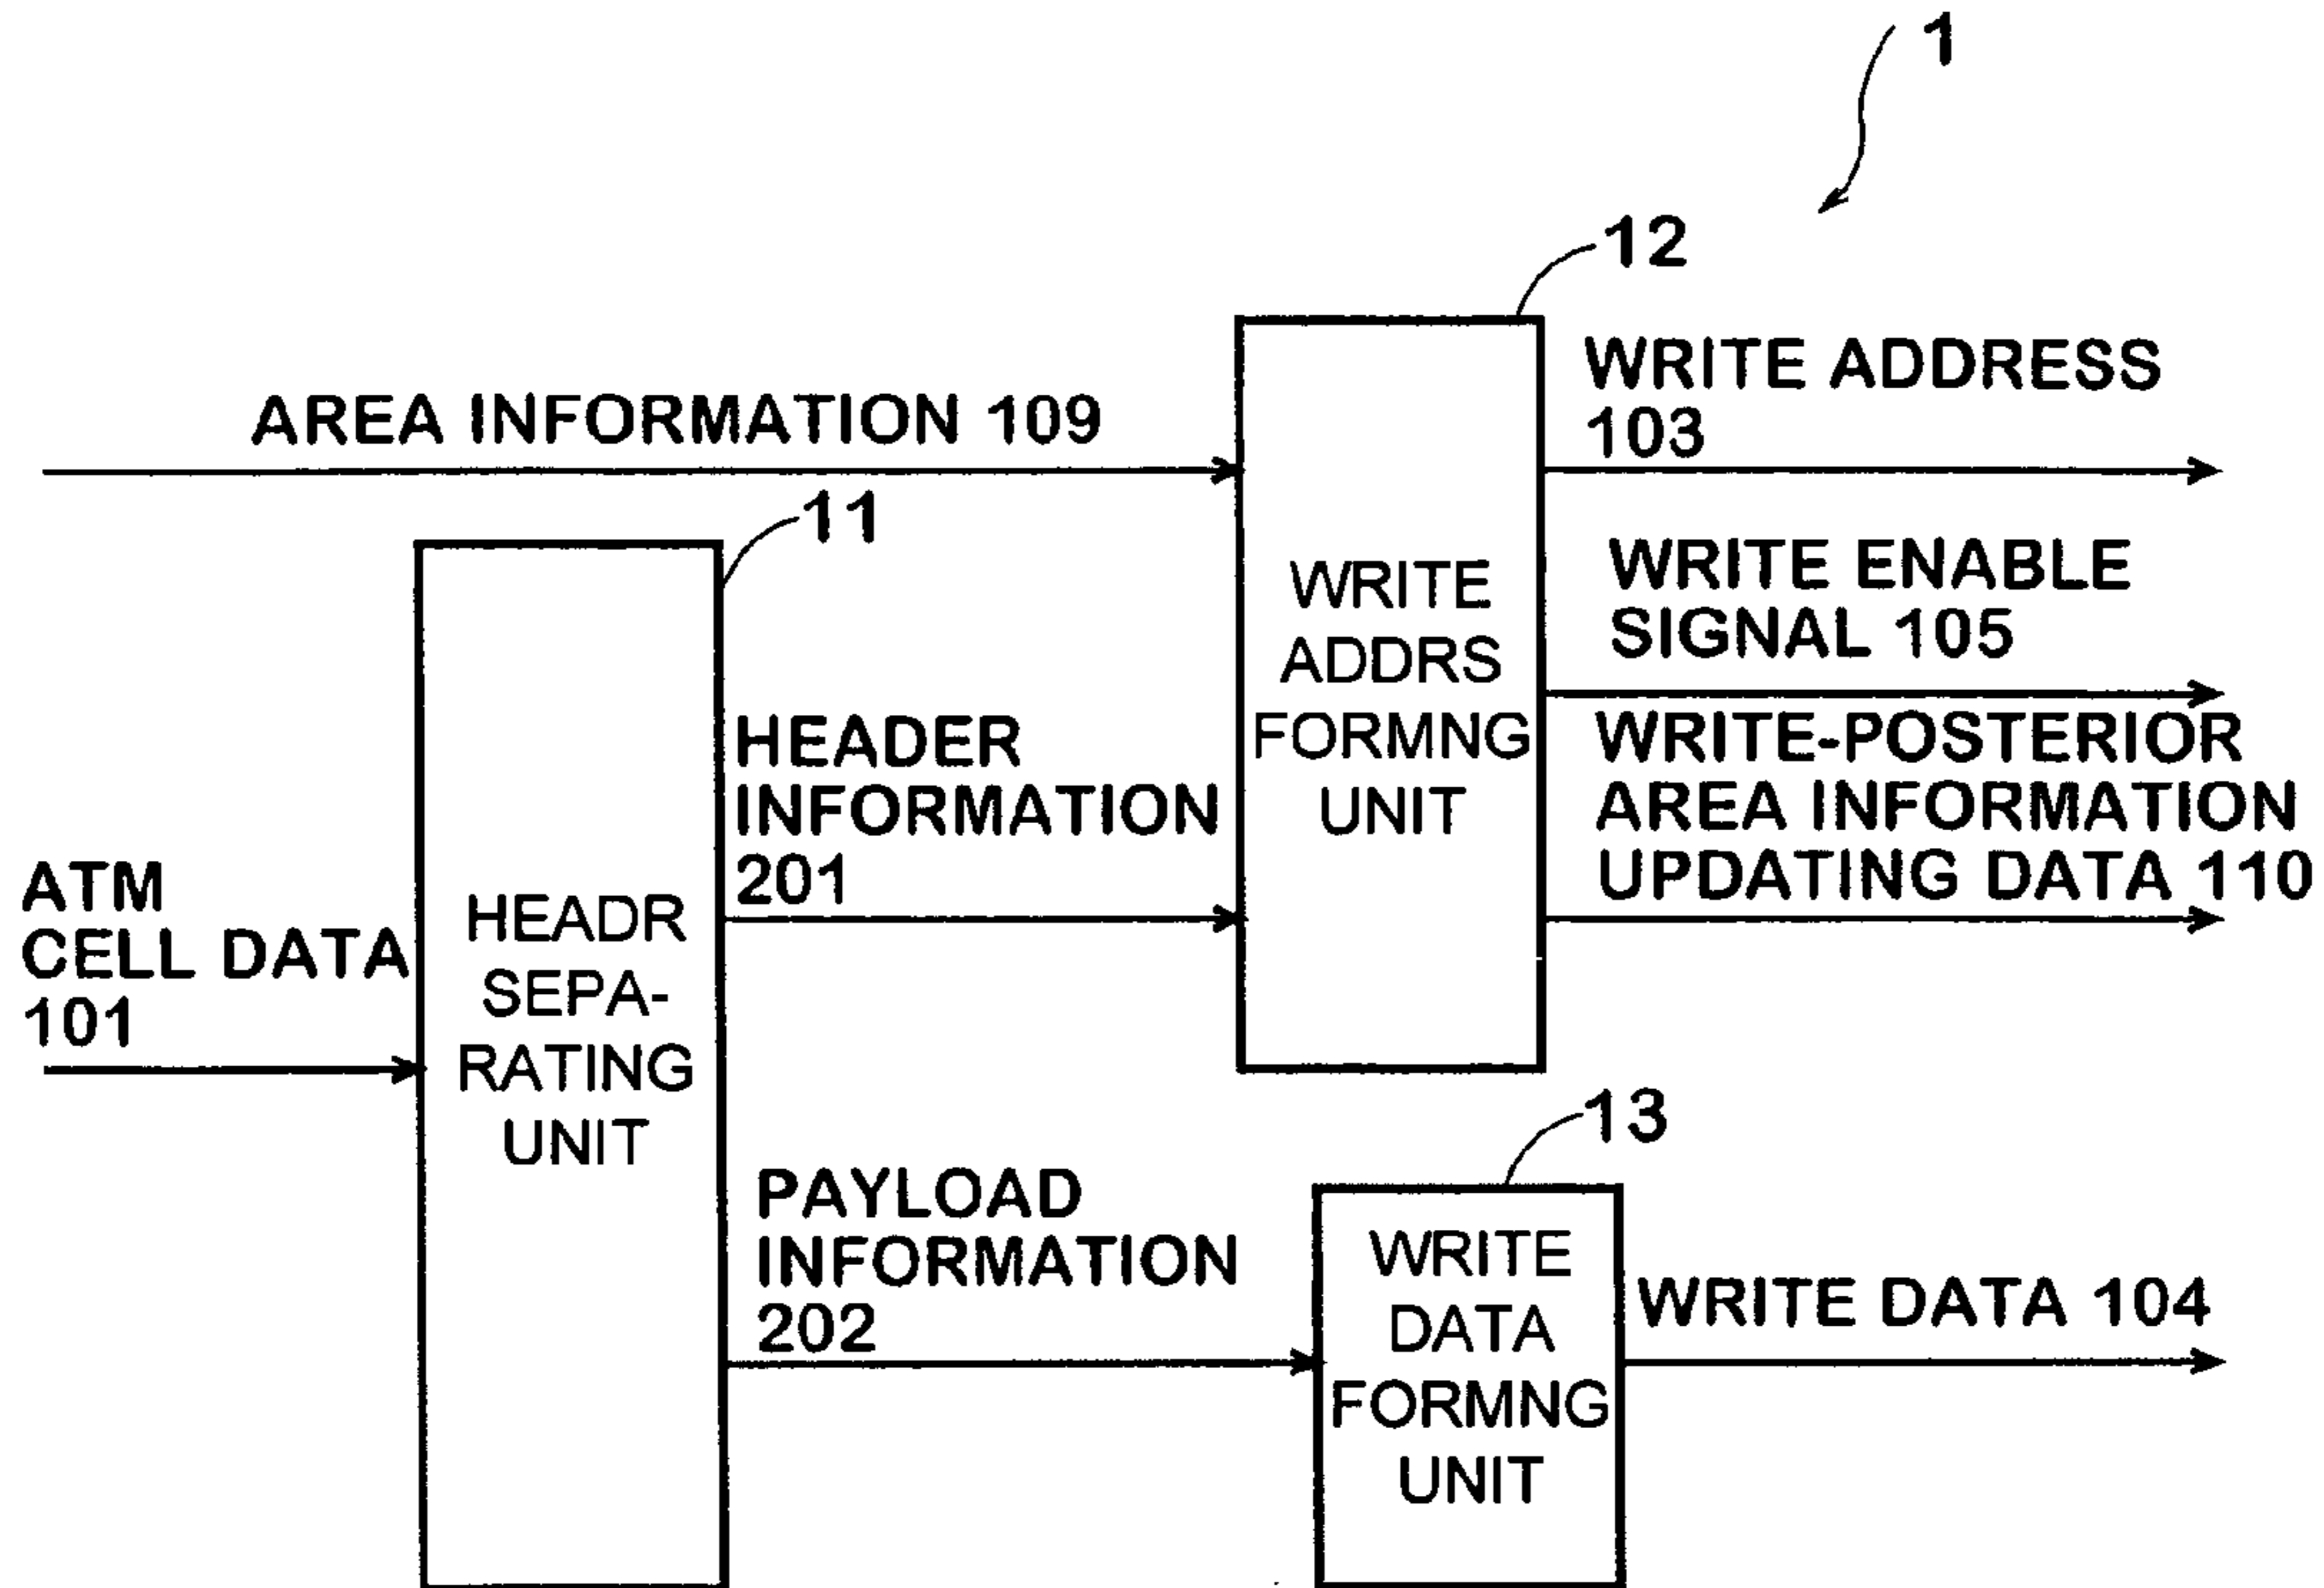 1
12
WRITE ADDRESS
103
AREA INFORMATION 109
11
WRITE ENABLE
SIGNAL 105
WRITE
ADDRS
FORMNG
UNIT
HEADER
INFORMATION
201
WRITE-POSTERIOR
AREA INFORMATION
UPDATING DATA 110
ATM
CELL DATA
101
HEADR
SEPA-
RATING
UNIT
13
PAYLOAD
INFORMATION
202
WRITE
DATA
FORMNG
UNIT
WRITE DATA 104